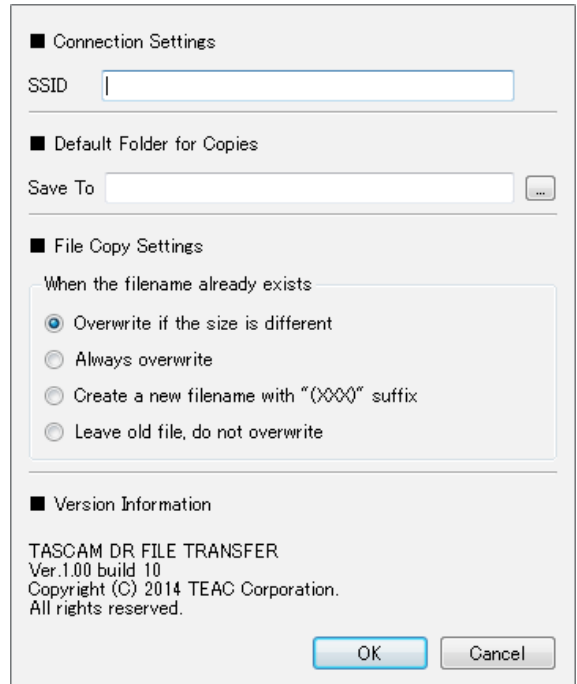 ■ Connection Settings
SSID
■ Default Folder for Copies
Save To ...
■ File Copy Settings
When the filename already exists
Overwrite if the size is different
Always overwrite
Create a new filename with "(XXX)" suffix
Leave old file, do not overwrite
■ Version Information
TASCAM DR FILE TRANSFER
Ver.1.00 build 10
Copyright (C) 2014 TEAC Corporation.
All rights reserved.
OK Cancel